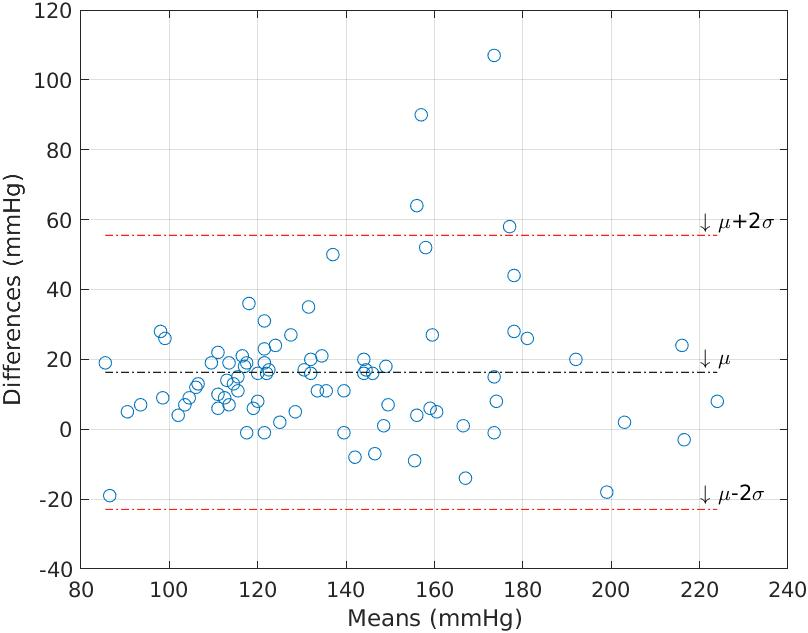 120
100
80
60
40
20
0
-20
-40
Differences (mmHg)
↓ μ+2σ
↓ μ
↓ μ-2σ
80 100 120 140 160 180 200 220 240
Means (mmHg)